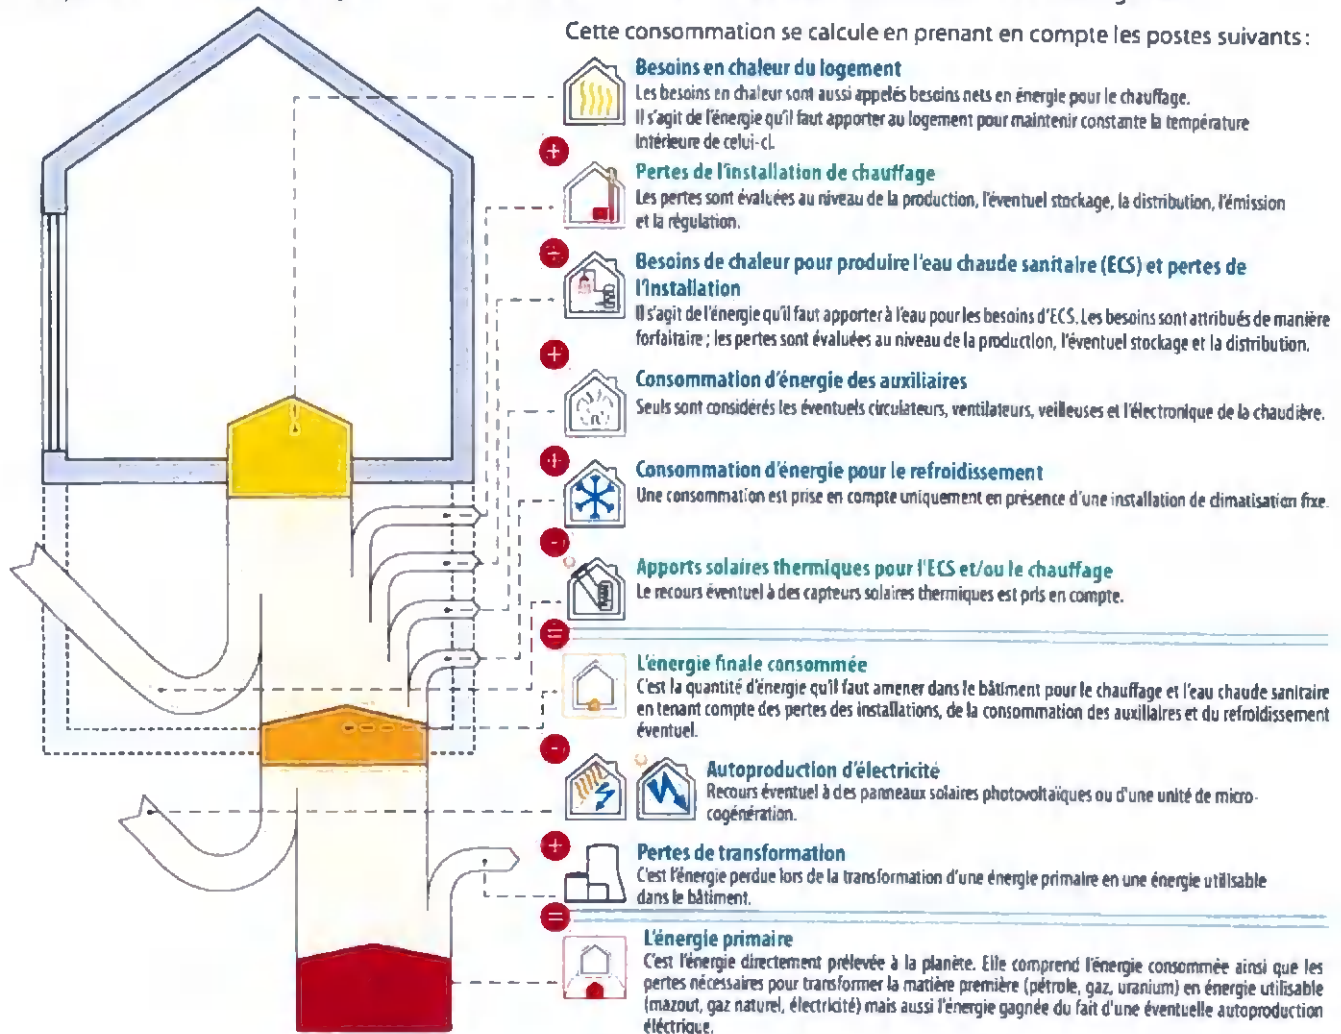 Cette consommation se calcule en prenant en compte les postes suivants :
Besoins en chaleur du logement
Les besoins en chaleur sont aussi appelés besoins nets en énergie pour le chauffage.
Il s'agit de l'énergie qu'il faut apporter au logement pour maintenir constante la température
intérieure de celui-ci.
+
Pertes de l'installation de chauffage
Les pertes sont évaluées au niveau de la production, l'éventuel stockage, la distribution, l'émission
et la régulation.
+
Besoins de chaleur pour produire l'eau chaude sanitaire (ECS) et pertes de
l'installation
Il s'agit de l'énergie qu'il faut apporter à l'eau pour les besoins d'ECS. Les besoins sont attribués de manière
forfaitaire ; les pertes sont évaluées au niveau de la production, l'éventuel stockage et la distribution.
+
Consommation d'énergie des auxiliaires
Seuls sont considérés les éventuels circulateurs, ventilateurs, veilleuses et l'électronique de la chaudière.
+
Consommation d'énergie pour le refroidissement
Une consommation est prise en compte uniquement en présence d'une installation de climatisation fixe.
-
Apports solaires thermiques pour l'ECS et/ou le chauffage
Le recours éventuel à des capteurs solaires thermiques est pris en compte.
=
L'énergie finale consommée
C'est la quantité d'énergie qu'il faut amener dans le bâtiment pour le chauffage et l'eau chaude sanitaire
en tenant compte des pertes des installations, de la consommation des auxiliaires et du refroidissement
éventuel.
-
Autoproduction d'électricité
Recours éventuel à des panneaux solaires photovoltaïques ou d'une unité de micro-
cogénération.
+
Pertes de transformation
C'est l'énergie perdue lors de la transformation d'une énergie primaire en une énergie utilisable
dans le bâtiment.
=
L'énergie primaire
C'est l'énergie directement prélevée à la planète. Elle comprend l'énergie consommée ainsi que les
pertes nécessaires pour transformer la matière première (pétrole, gaz, uranium) en énergie utilisable
(mazout, gaz naturel, électricité) mais aussi l'énergie gagnée du fait d'une éventuelle autoproduction
éléctrique.